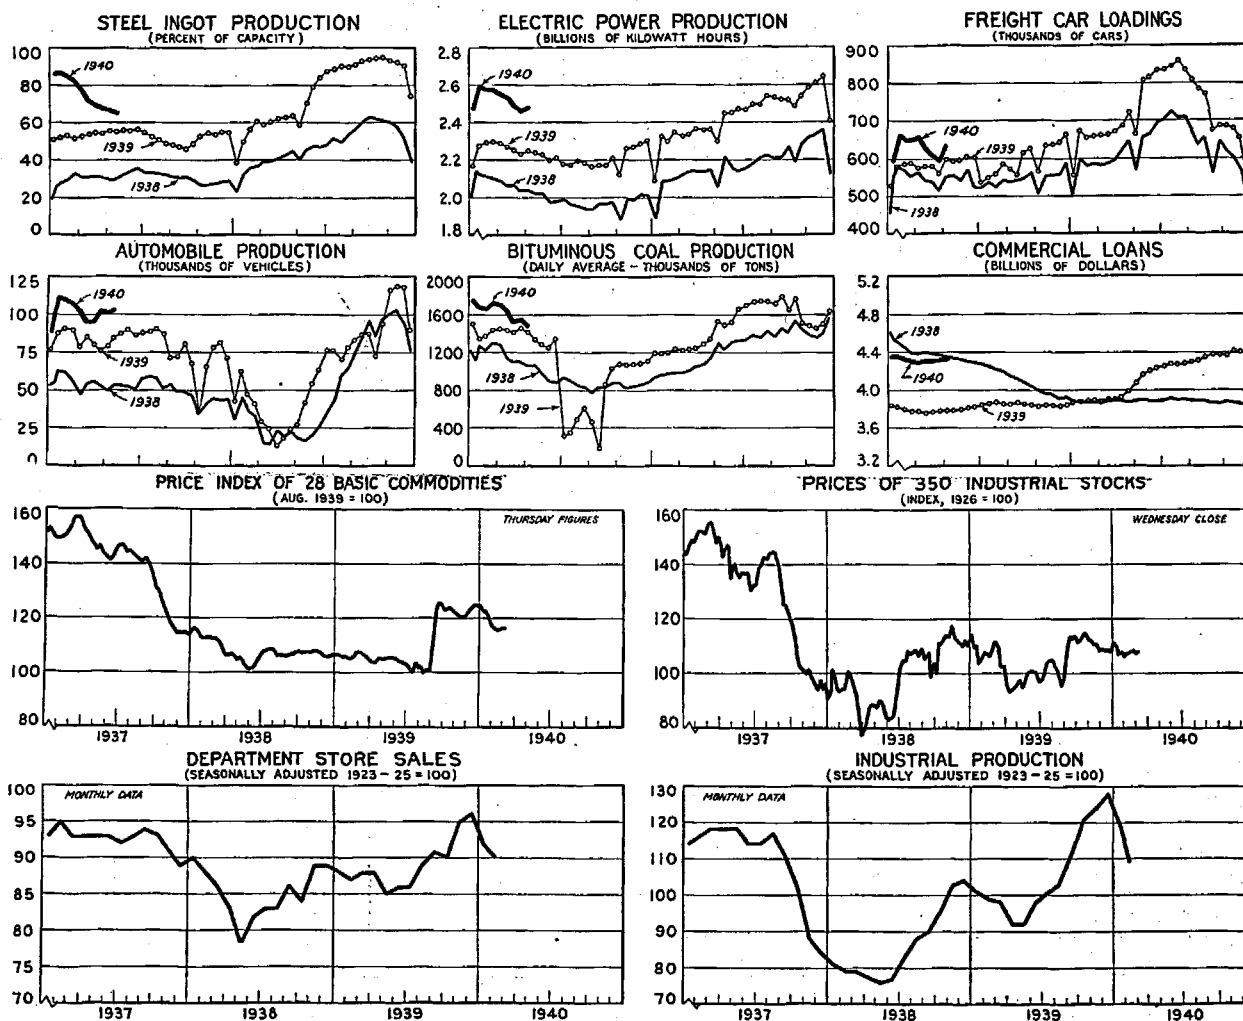 STEEL INGOT PRODUCTION
(PERCENT OF CAPACITY)
100
80
60
40
20
0
1940
1939
1938
ELECTRIC POWER PRODUCTION
(BILLIONS OF KILOWATT HOURS)
2.8
2.6
2.4
2.2
2.0
1.8
1940
1939
1938
FREIGHT CAR LOADINGS
(THOUSANDS OF CARS)
900
800
700
600
500
400
1940
1939
1938
AUTOMOBILE PRODUCTION
(THOUSANDS OF VEHICLES)
125
100
75
50
25
0
1940
1939
1938
BITUMINOUS COAL PRODUCTION
(DAILY AVERAGE - THOUSANDS OF TONS)
2000
1600
1200
800
400
0
1940
1938
1939
COMMERCIAL LOANS
(BILLIONS OF DOLLARS)
5.2
4.8
4.4
4.0
3.6
3.2
1938
1940
1939
PRICE INDEX OF 28 BASIC COMMODITIES
(AUG. 1939 = 100)
THURSDAY FIGURES
160
140
120
100
80
1937 1938 1939 1940
PRICES OF 350 INDUSTRIAL STOCKS
(INDEX, 1926 = 100)
WEDNESDAY CLOSE
160
140
120
100
80
1937 1938 1939 1940
DEPARTMENT STORE SALES
(SEASONALLY ADJUSTED 1923-25 = 100)
MONTHLY DATA
100
95
90
85
80
75
70
1937 1938 1939 1940
INDUSTRIAL PRODUCTION
(SEASONALLY ADJUSTED 1923-25 = 100)
MONTHLY DATA
130
120
110
100
90
80
70
1937 1938 1939 1940